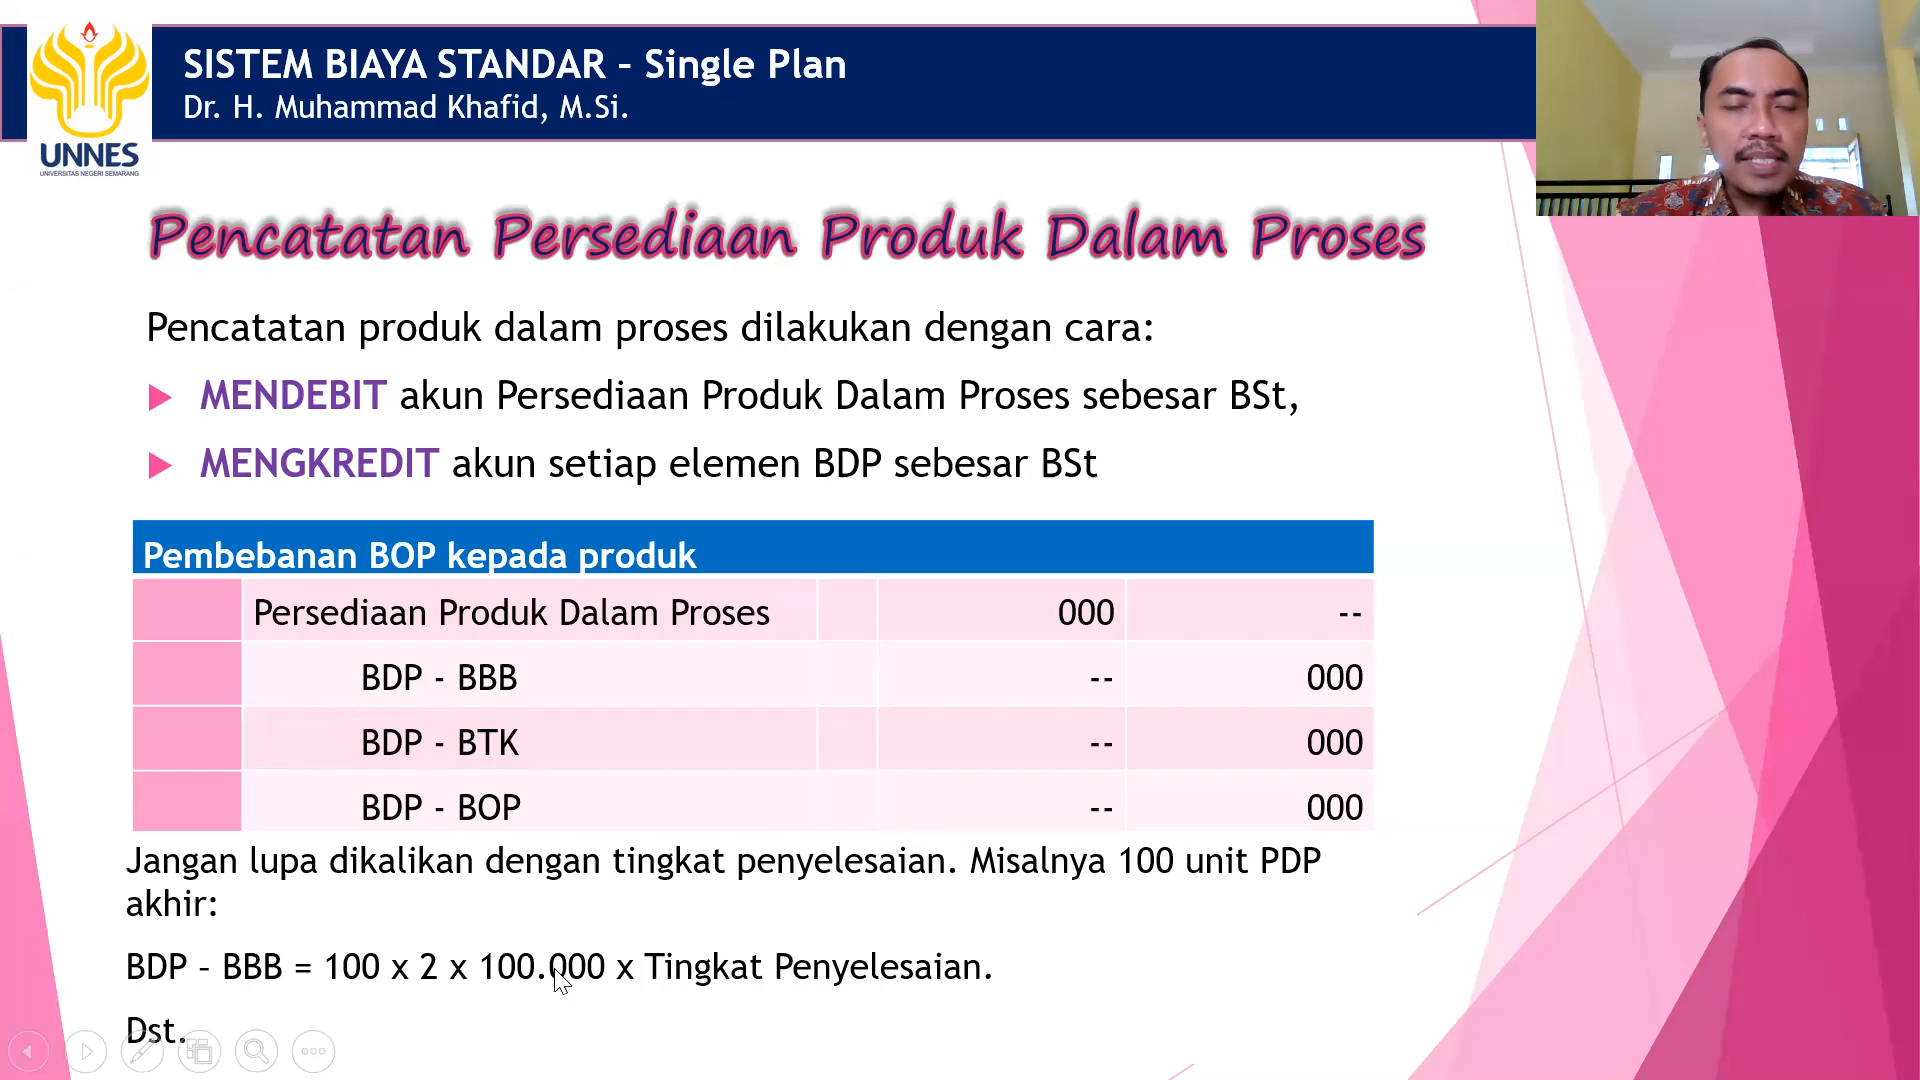 SISTEM BIAYA STANDAR – Single Plan
Dr. H. Muhammad Khafid, M.Si.
UNNES
UNIVERSITAS NEGERI SEMARANG
Pencatatan Persediaan Produk Dalam Proses
Pencatatan produk dalam proses dilakukan dengan cara:
MENDEBIT akun Persediaan Produk Dalam Proses sebesar BSt,
MENGKREDIT akun setiap elemen BDP sebesar BSt
Pembebanan BOP kepada produk
Persediaan Produk Dalam Proses 000 --
BDP - BBB -- 000
BDP - BTK -- 000
BDP - BOP -- 000
Jangan lupa dikalikan dengan tingkat penyelesaian. Misalnya 100 unit PDP
akhir:
BDP – BBB = 100 x 2 x 100.000 x Tingkat Penyelesaian.
Dst.